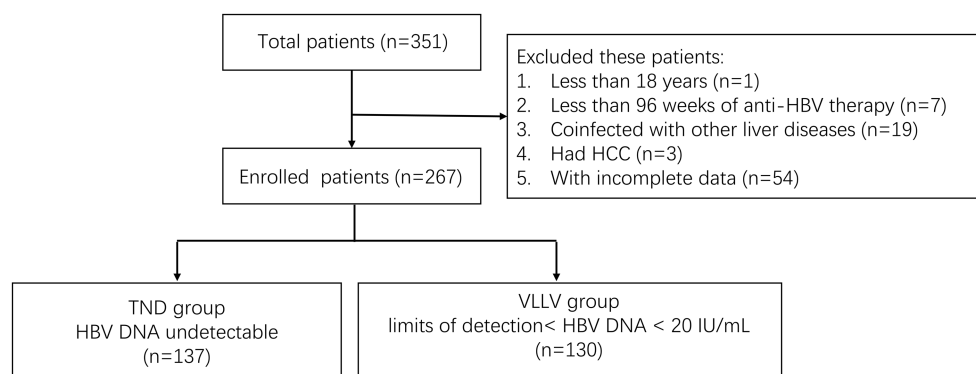 Total patients (n=351)
Excluded these patients:
1. Less than 18 years (n=1)
2. Less than 96 weeks of anti-HBV therapy (n=7)
3. Coinfected with other liver diseases (n=19)
4. Had HCC (n=3)
5. With incomplete data (n=54)
Enrolled patients (n=267)
TND group
HBV DNA undetectable
(n=137)
VLLV group
limits of detection< HBV DNA < 20 IU/mL
(n=130)